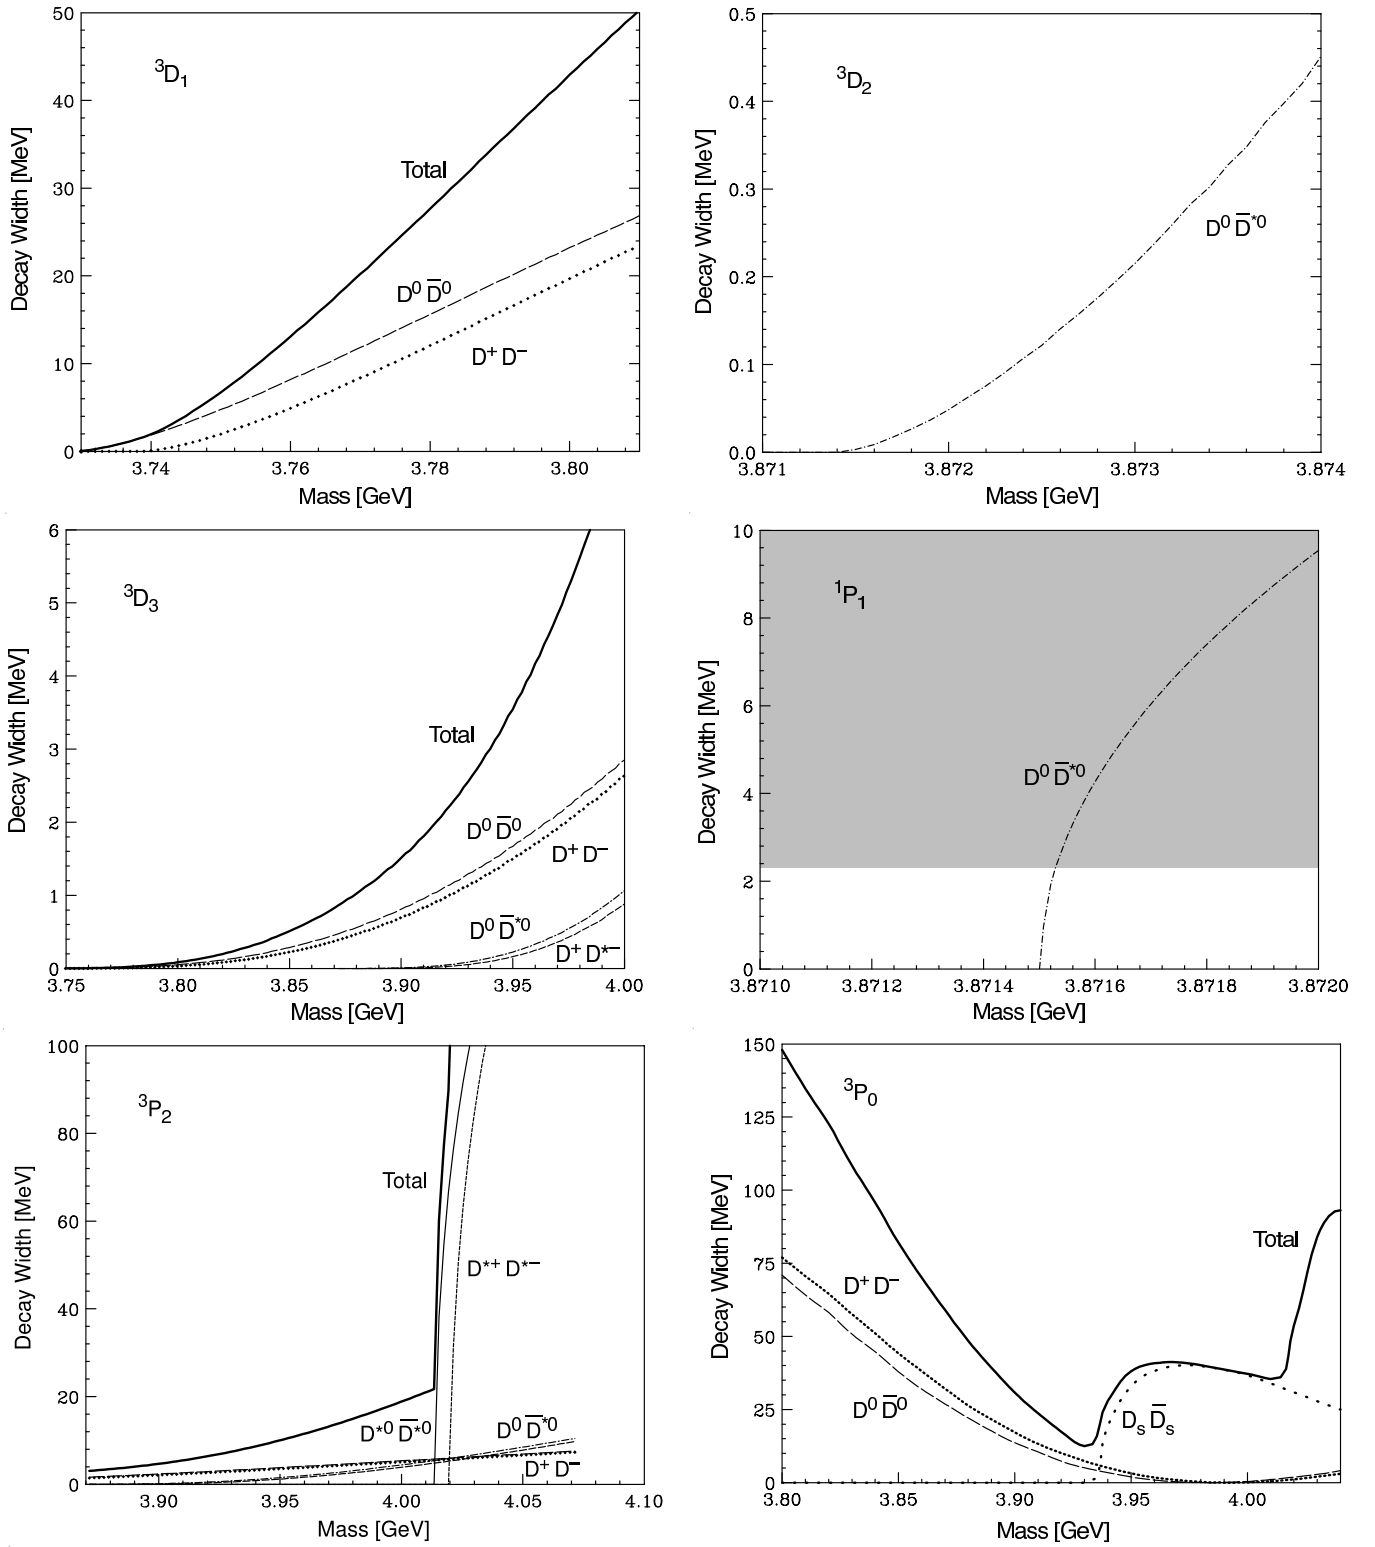 50
40
30
20
10
0
Decay Width [MeV]
³D₁
Total
D⁰ D̅⁰
D⁺ D⁻
3.74 3.76 3.78 3.80
Mass [GeV]
0.5
0.4
0.3
0.2
0.1
0.0
Decay Width [MeV]
³D₂
D⁰ D̅*⁰
3.871 3.872 3.873 3.874
Mass [GeV]
6
5
4
3
2
1
0
Decay Width [MeV]
³D₃
Total
D⁰ D̅⁰
D⁺ D⁻
D⁰ D̅*⁰
D⁺ D*⁻
3.75 3.80 3.85 3.90 3.95 4.00
Mass [GeV]
10
8
6
4
2
0
Decay Width [MeV]
¹P₁
D⁰ D̅*⁰
3.8710 3.8712 3.8714 3.8716 3.8718 3.8720
Mass [GeV]
100
80
60
40
20
0
Decay Width [MeV]
³P₂
Total
D*⁺ D*⁻
D*⁰ D̅*⁰
D⁰ D̅*⁰
D⁺ D⁻
3.90 3.95 4.00 4.05 4.10
Mass [GeV]
150
125
100
75
50
25
0
Decay Width [MeV]
³P₀
Total
D⁺ D⁻
D⁰ D̅⁰
Dₛ D̅ₛ
3.80 3.85 3.90 3.95 4.00
Mass [GeV]